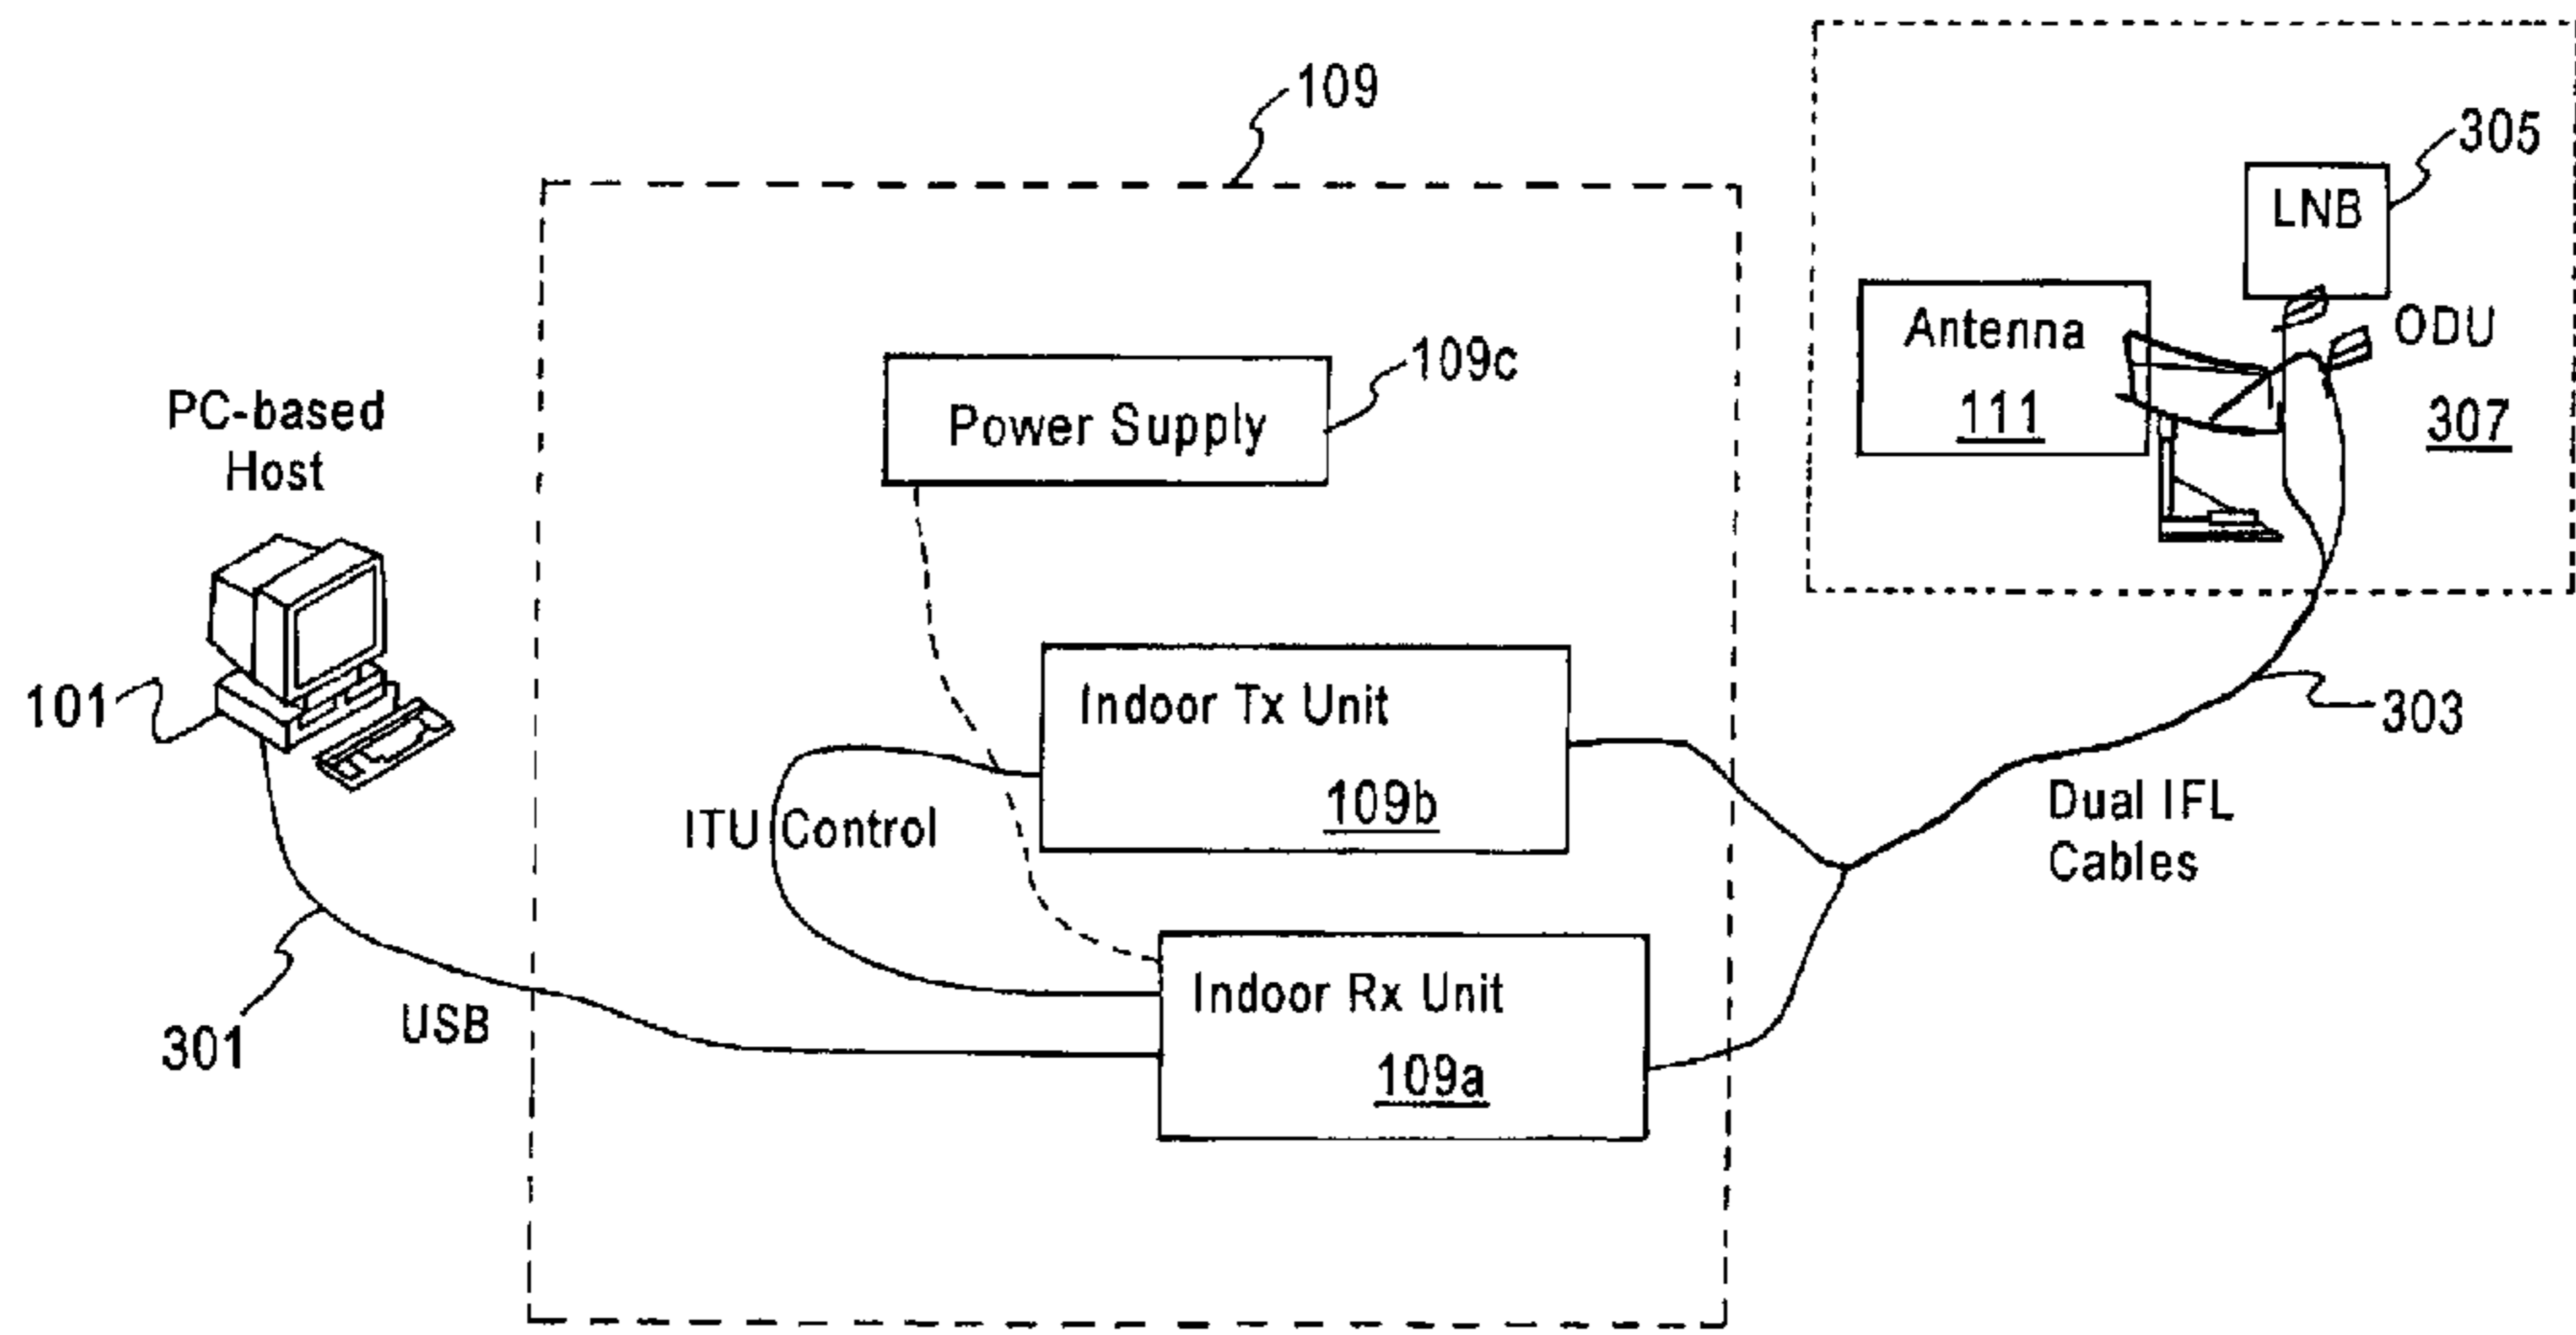 109
305
LNB
Antenna
111
ODU
307
109c
Power Supply
PC-based
Host
101
Indoor Tx Unit
109b
303
ITU Control
Dual IFL
Cables
Indoor Rx Unit
109a
301
USB